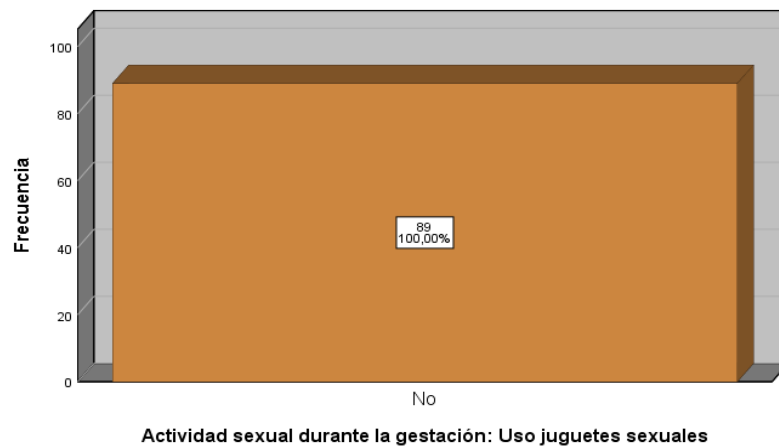 Frecuencia
100
80
60
40
20
0
89
100,00%
No
Actividad sexual durante la gestación: Uso juguetes sexuales